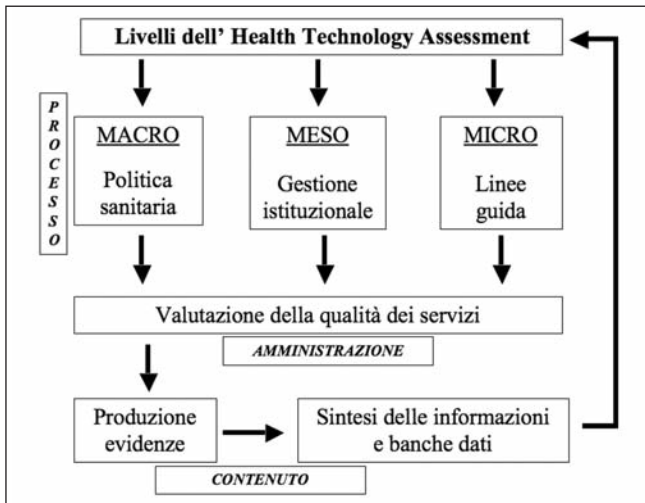 Livelli dell' Health Technology Assessment
PROCESSO
MACRO
Politica
sanitaria
MESO
Gestione
istituzionale
MICRO
Linee
guida
Valutazione della qualità dei servizi
AMMINISTRAZIONE
Produzione
evidenze
Sintesi delle informazioni
e banche dati
CONTENUTO